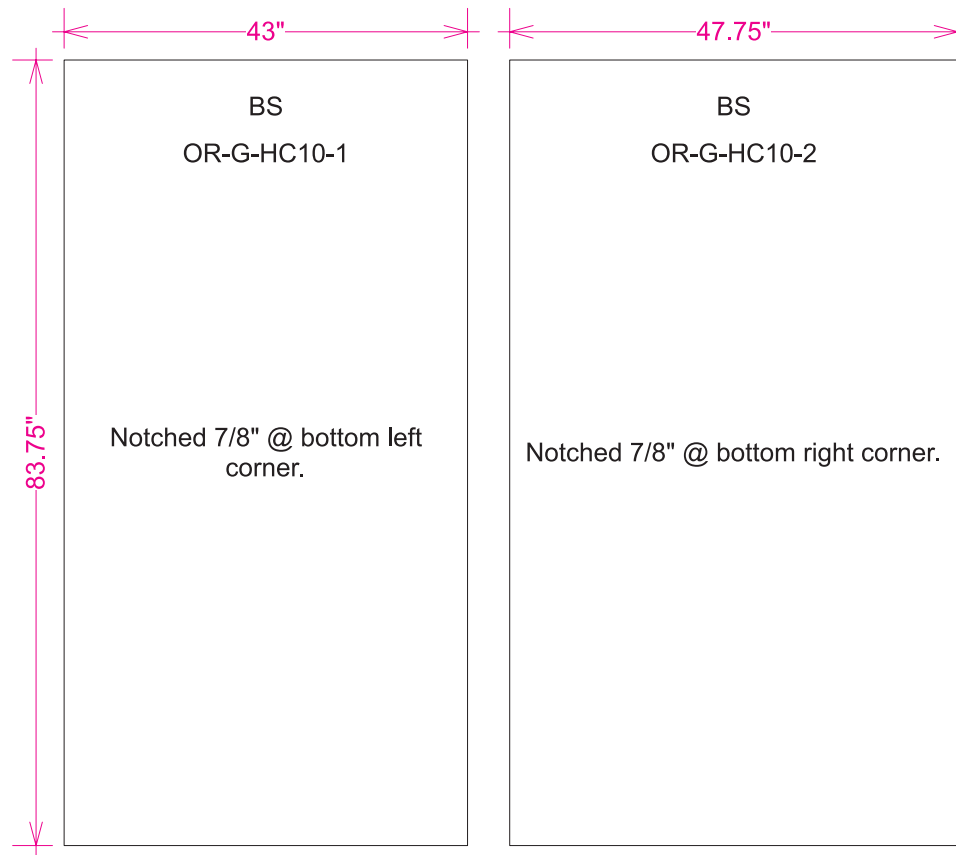 43"
47.75"
BS
OR-G-HC10-1
BS
OR-G-HC10-2
83.75"
Notched 7/8" @ bottom left
corner.
Notched 7/8" @ bottom right corner.